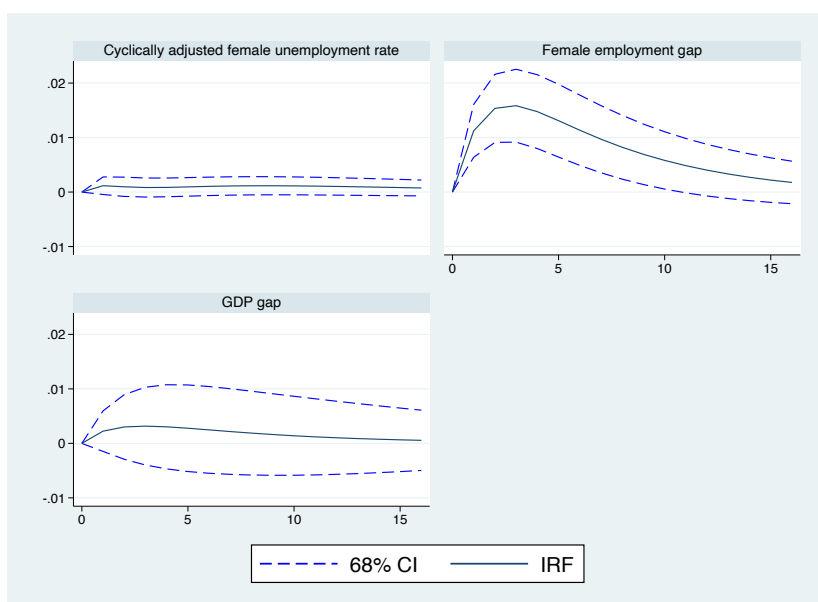 Cyclically adjusted female unemployment rate
Female employment gap
.02
.01
0
-.01
0 5 10 15
GDP gap
.02
.01
0
-.01
0 5 10 15
68% CI IRF